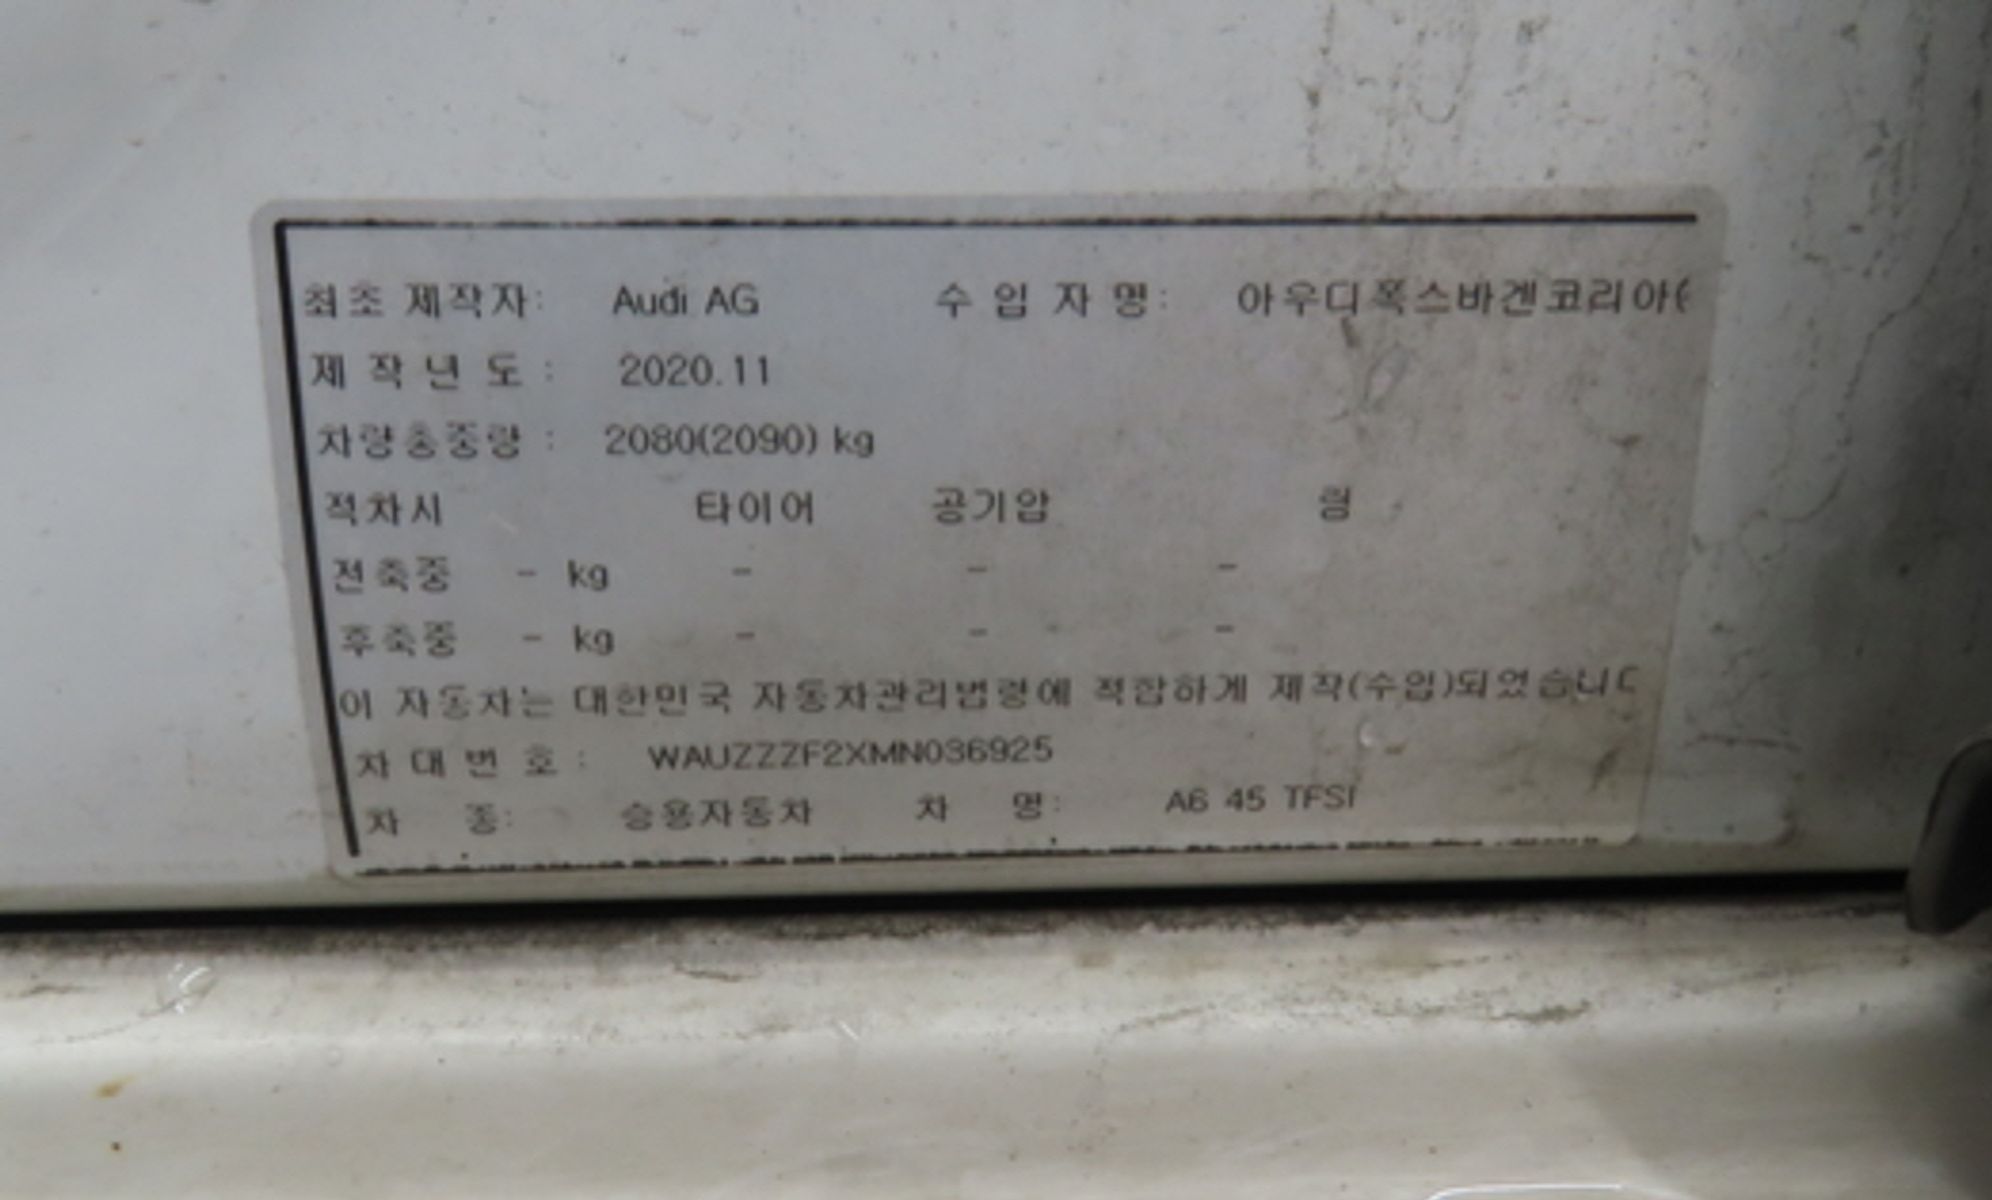 최초 제작자: Audi AG 수 입 자 명: 아우디폭스바겐코리아(
제 작 년 도 : 2020.11
차량총중량 : 2080(2090) kg
적차시 타이어 공기압 림
전축중 - kg - - -
후축중 - kg - - -
이 자동차는 대한민국 자동차관리법령에 적합하게 제작(수입)되었습니다
차 대 번 호 : WAUZZZF2XMN036925
차 종: 승용자동차 차 명: A6 45 TFSI